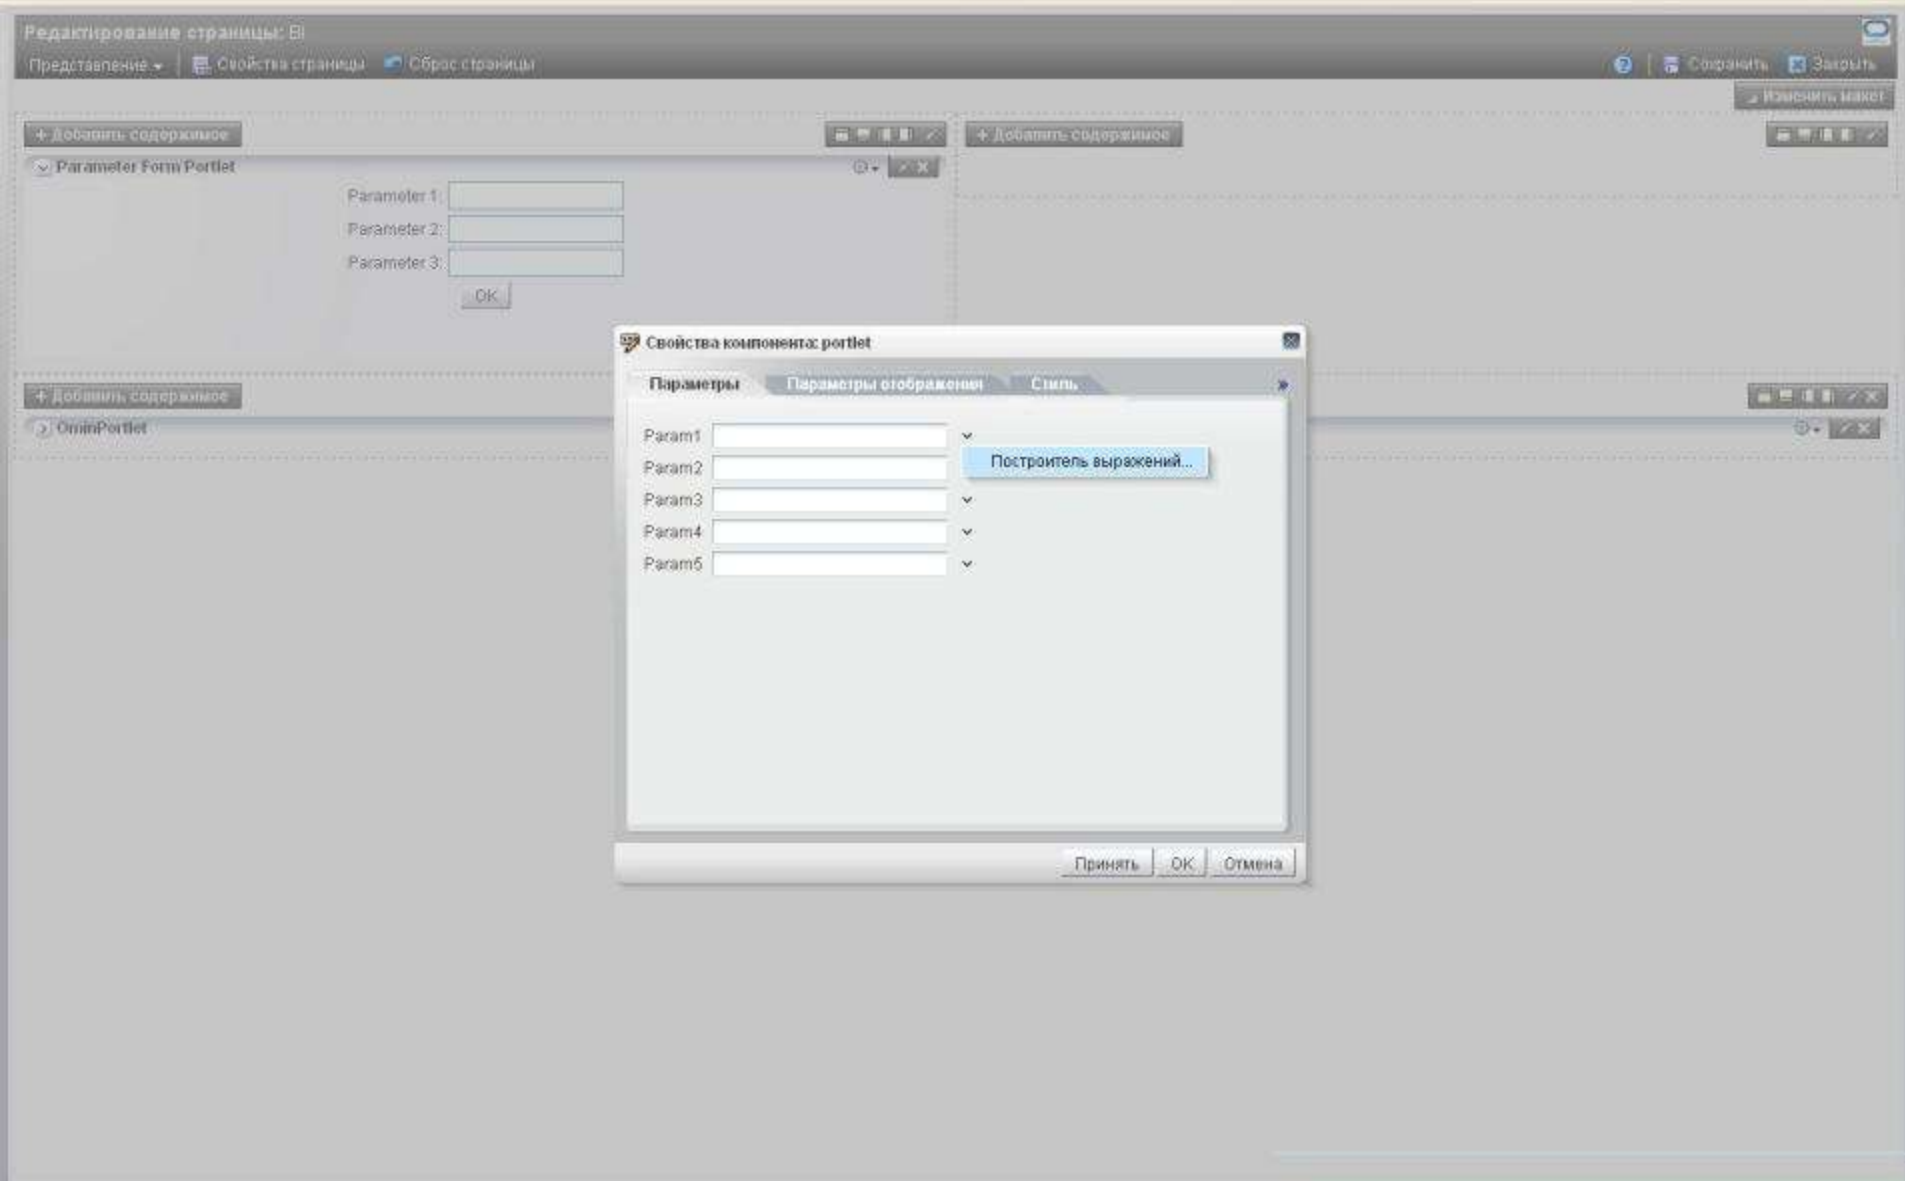 Редактирование страницы: BI
Представление Свойства страницы Сброс страницы Сохранить Закрыть
Изменить макет
+ Добавить содержимое + Добавить содержимое
Parameter Form Portlet
Parameter 1:
Parameter 2:
Parameter 3:
OK
Свойства компонента: portlet
Параметры Параметры отображения Стиль »
+ Добавить содержимое
OminPortlet
Param1
Построитель выражений...
Param2
Param3
Param4
Param5
Принять OK Отмена